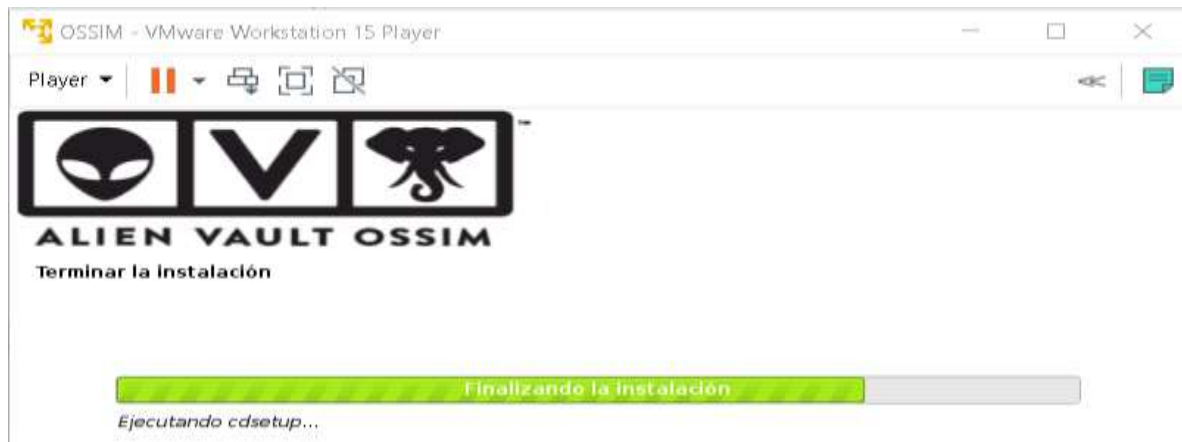 OSSIM - VMware Workstation 15 Player
Player
ALIEN VAULT OSSIM
Terminar la instalación
Finalizando la instalación
Ejecutando cdsetup...